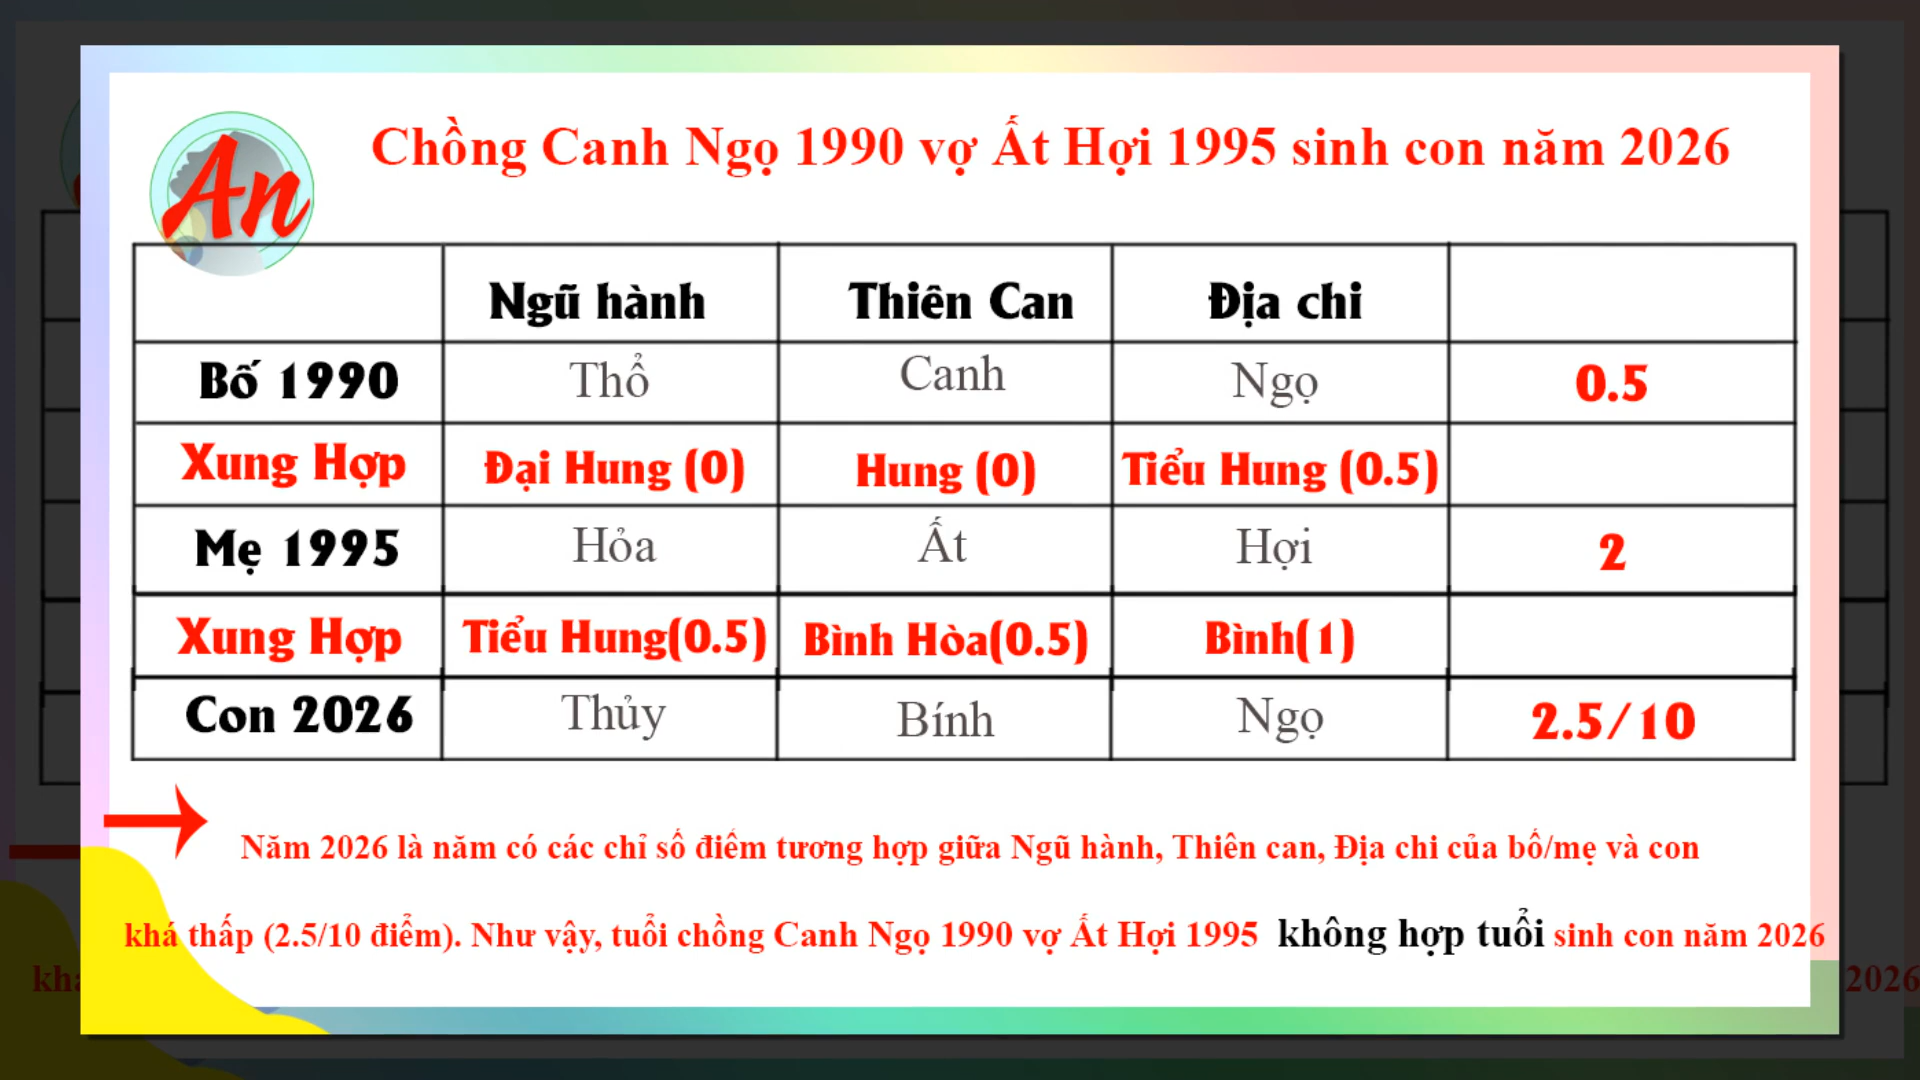 An
Chồng Canh Ngọ 1990 vợ Ất Hợi 1995 sinh con năm 2026
Ngũ hành Thiên Can Địa chi
Bố 1990 Thổ Canh Ngọ 0.5
Xung Hợp Đại Hung (0) Hung (0) Tiểu Hung (0.5)
Mẹ 1995 Hỏa Ất Hợi 2
Xung Hợp Tiểu Hung(0.5) Bình Hòa(0.5) Bình(1)
Con 2026 Thủy Bính Ngọ 2.5/10
Năm 2026 là năm có các chỉ số điểm tương hợp giữa Ngũ hành, Thiên can, Địa chi của bố/mẹ và con
khá thấp (2.5/10 điểm). Như vậy, tuổi chồng Canh Ngọ 1990 vợ Ất Hợi 1995 không hợp tuổi sinh con năm 2026
khá
2026